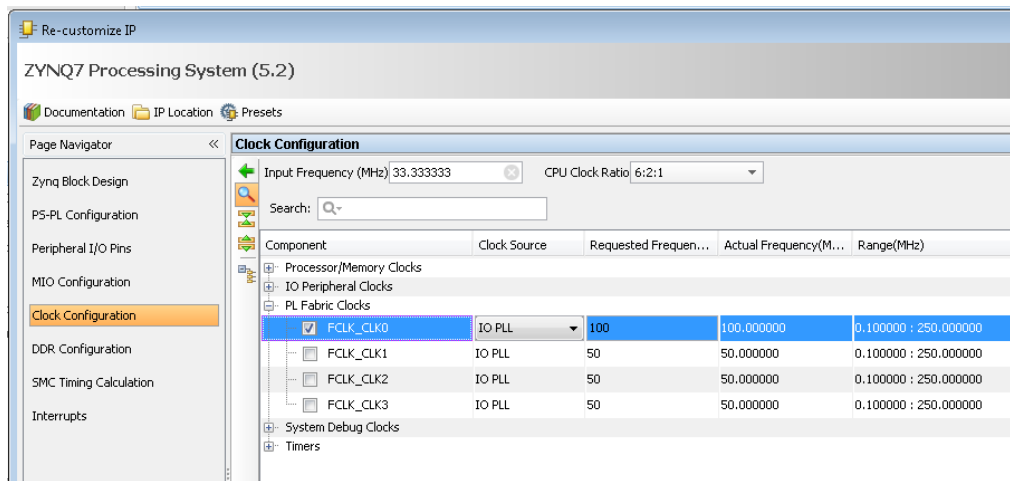 Re-customize IP
ZYNQ7 Processing System (5.2)
Documentation IP Location Presets
Page Navigator «
Zynq Block Design
PS-PL Configuration
Peripheral I/O Pins
MIO Configuration
Clock Configuration
DDR Configuration
SMC Timing Calculation
Interrupts
Clock Configuration
Input Frequency (MHz) 33.333333 CPU Clock Ratio 6:2:1
Search:
Component Clock Source Requested Frequen... Actual Frequency(M... Range(MHz)
Processor/Memory Clocks
IO Peripheral Clocks
PL Fabric Clocks
FCLK_CLK0 IO PLL 100 100.000000 0.100000 : 250.000000
FCLK_CLK1 IO PLL 50 50.000000 0.100000 : 250.000000
FCLK_CLK2 IO PLL 50 50.000000 0.100000 : 250.000000
FCLK_CLK3 IO PLL 50 50.000000 0.100000 : 250.000000
System Debug Clocks
Timers